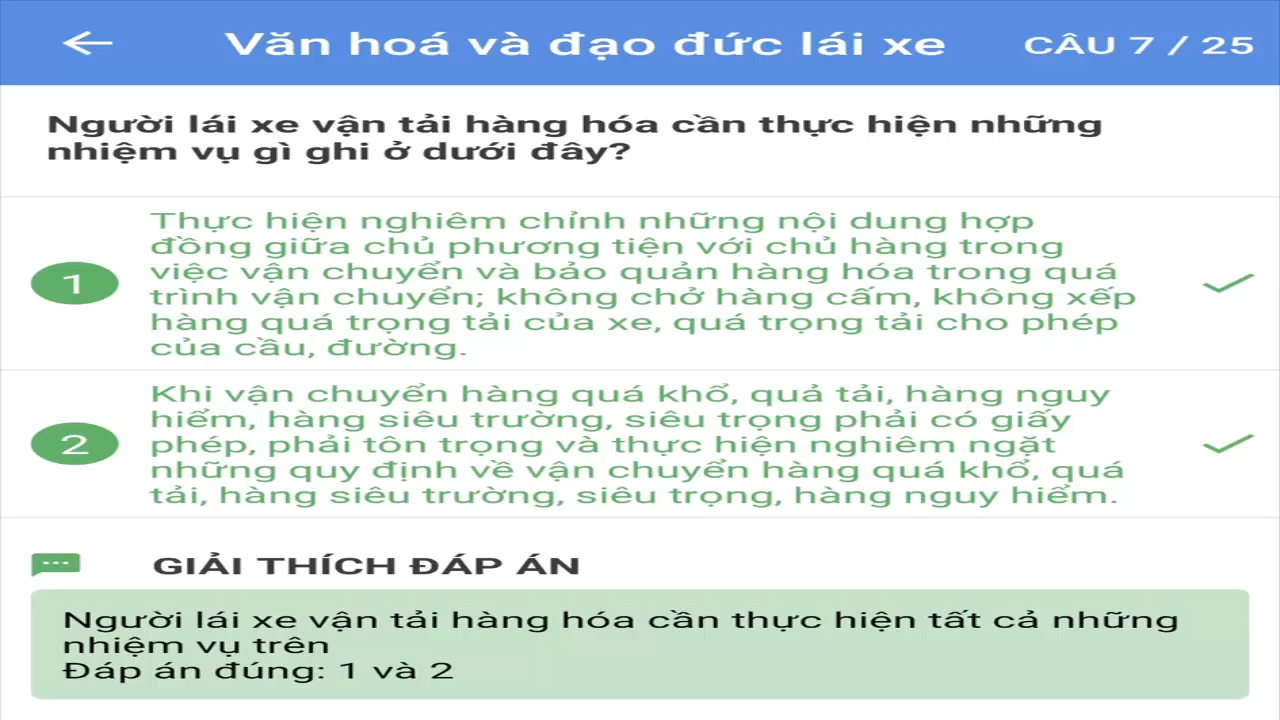 Văn hoá và đạo đức lái xe
CÂU 7 / 25
Người lái xe vận tải hàng hóa cần thực hiện những
nhiệm vụ gì ghi ở dưới đây?
1
Thực hiện nghiêm chỉnh những nội dung hợp
đồng giữa chủ phương tiện với chủ hàng trong
việc vận chuyển và bảo quản hàng hóa trong quá
trình vận chuyển; không chở hàng cấm, không xếp
hàng quá trọng tải của xe, quá trọng tải cho phép
của cầu, đường.
2
Khi vận chuyển hàng quá khổ, quả tải, hàng nguy
hiểm, hàng siêu trường, siêu trọng phải có giấy
phép, phải tôn trọng và thực hiện nghiêm ngặt
những quy định về vận chuyển hàng quá khổ, quá
tải, hàng siêu trường, siêu trọng, hàng nguy hiểm.
GIẢI THÍCH ĐÁP ÁN
Người lái xe vận tải hàng hóa cần thực hiện tất cả những
nhiệm vụ trên
Đáp án đúng: 1 và 2